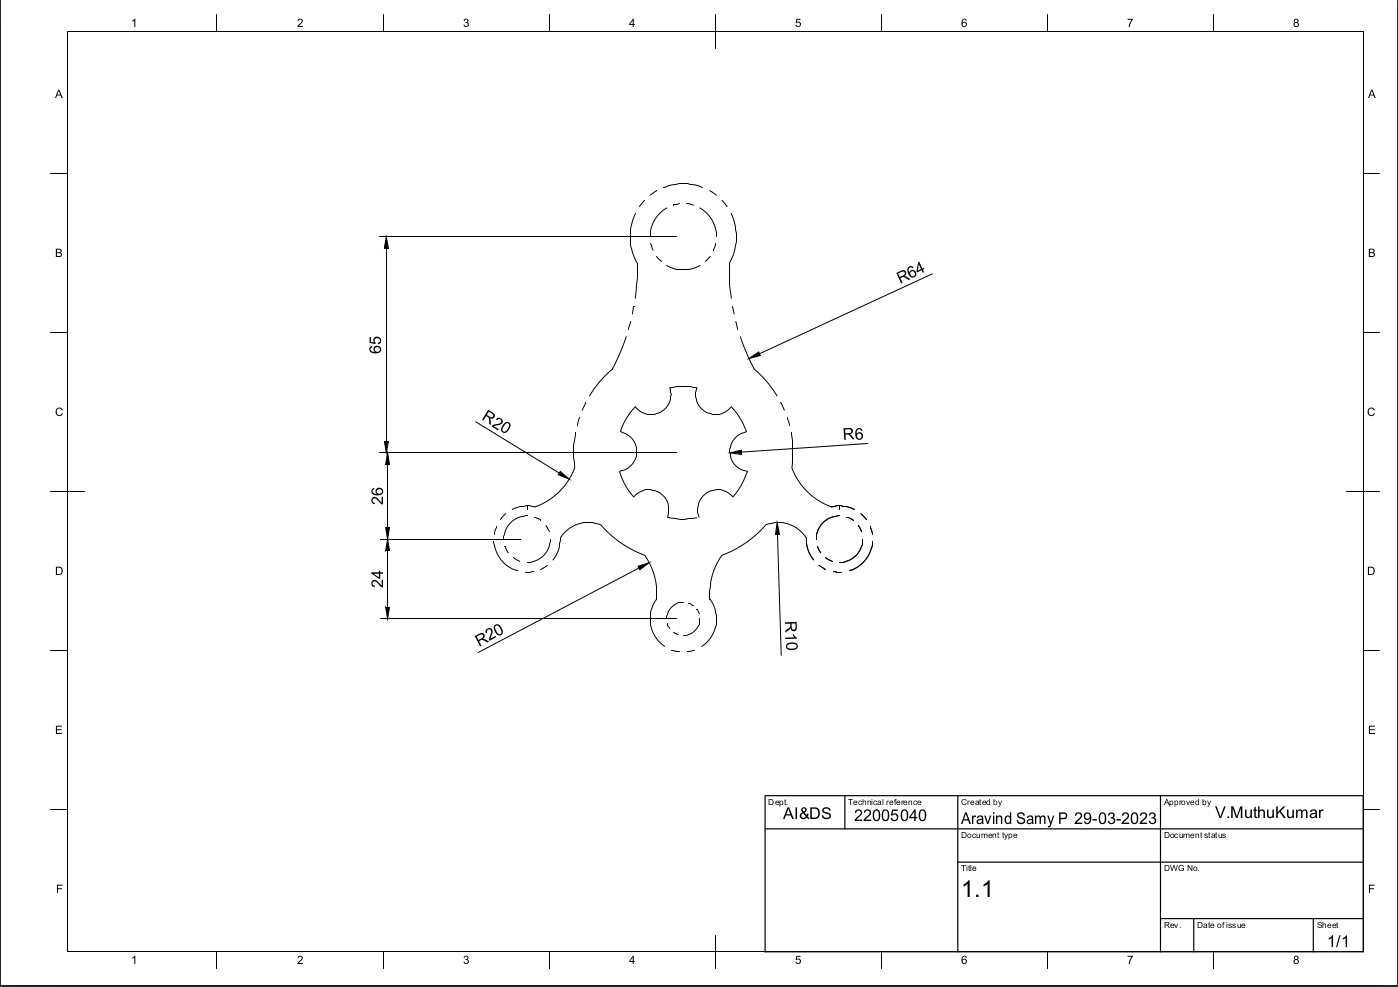 1 2 3 4 5 6 7 8
A A
B B
R64
65
C C
R20
R6
26
D D
24
R20
R10
E E
Dept. Technical reference Created by Approved by
AI&DS 22005040 Aravind Samy P 29-03-2023 V.MuthuKumar
Document type Document status
Title DWG No.
1.1
F F
Rev. Date of issue Sheet
1/1
1 2 3 4 5 6 7 8